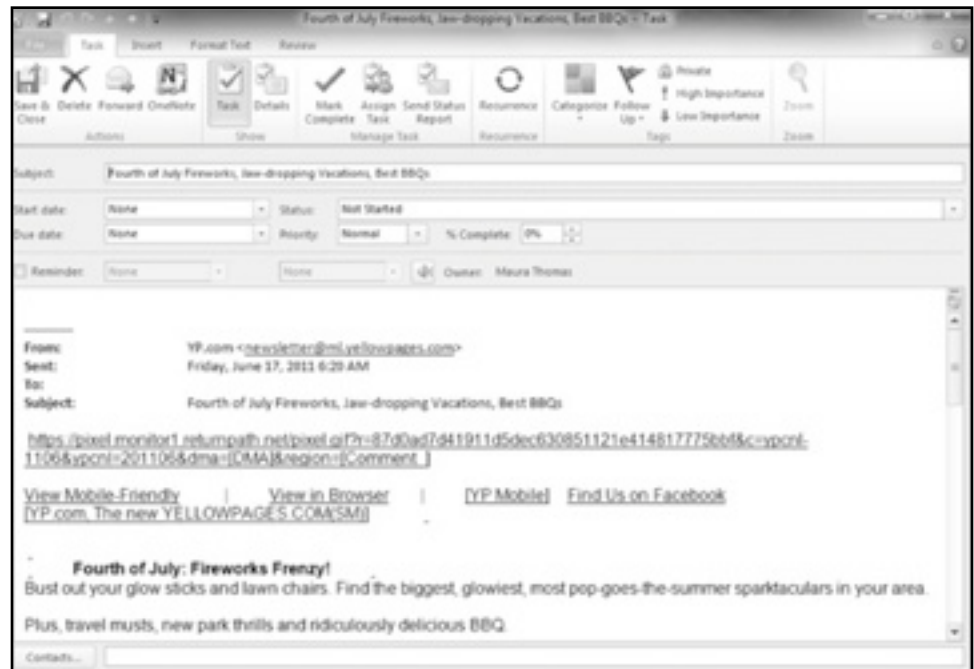 Fourth of July Fireworks, Jaw-dropping Vacations, Best BBQs - Task
File Task Insert Format Text Review
Save & Close Delete Forward OneNote Task Details Mark Complete Assign Task Send Status Report Recurrence Categorize Follow Up Private High Importance Low Importance Zoom
Actions Show Manage Task Recurrence Tags Zoom
Subject: Fourth of July Fireworks, Jaw-dropping Vacations, Best BBQs
Start date: None Status: Not Started
Due date: None Priority: Normal % Complete: 0%
Reminder: None None Owner: Maura Thomas
From: YP.com <newsletter@ml.yellowpages.com>
Sent: Friday, June 17, 2011 6:20 AM
To:
Subject: Fourth of July Fireworks, Jaw-dropping Vacations, Best BBQs
https://pixel.monitor1.returnpath.net/pixel.gif?r=87d0ad7d41911d5dec630851121e414817775bbf&c=ypcnl-
1106&ypcnl=201106&dma=[DMA]&region=[Comment_]
View Mobile-Friendly | View in Browser | [YP Mobile] Find Us on Facebook
[YP.com, The new YELLOWPAGES.COM(SM)]
Fourth of July: Fireworks Frenzy!
Bust out your glow sticks and lawn chairs. Find the biggest, glowiest, most pop-goes-the-summer sparktaculars in your area.
Plus, travel musts, new park thrills and ridiculously delicious BBQ.
Contacts...